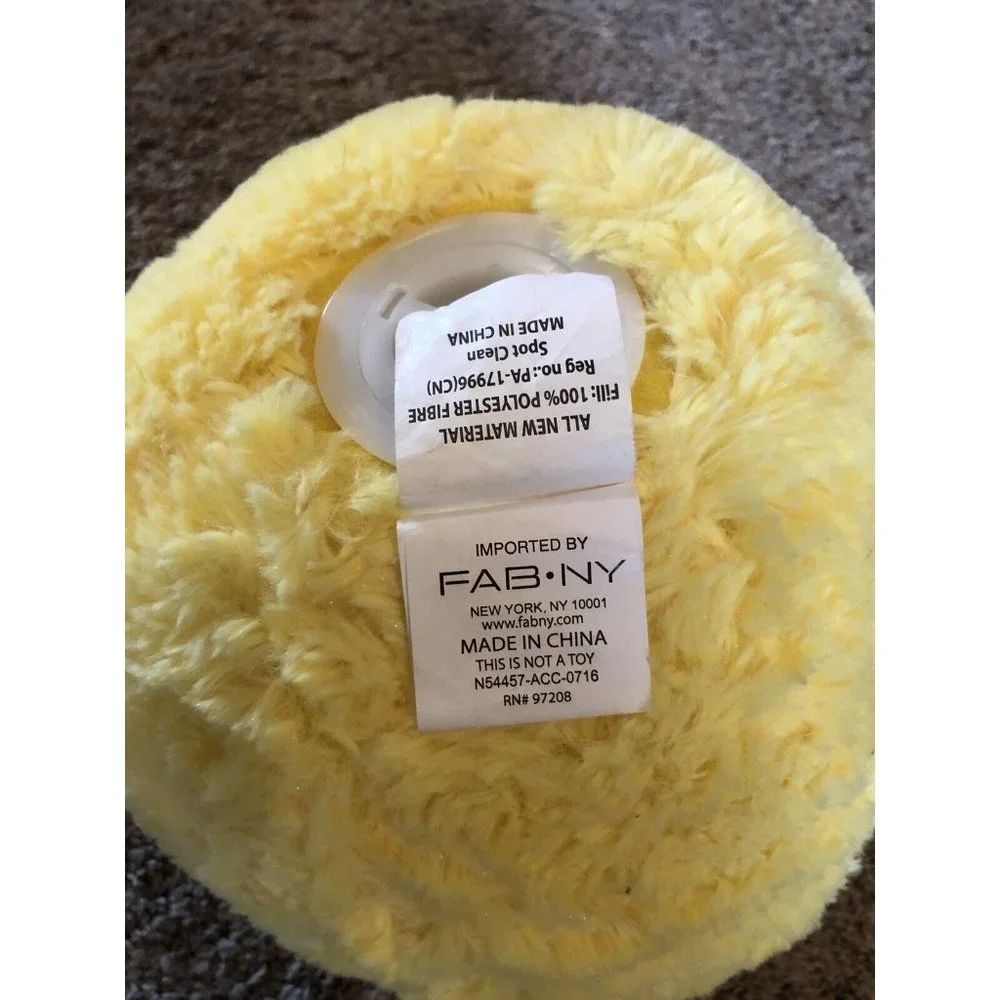 ALL NEW MATERIAL
Fill: 100% POLYESTER FIBRE
Reg no.:PA-17996(CN)
Spot Clean
MADE IN CHINA
IMPORTED BY
FAB•NY
NEW YORK, NY 10001
www.fabny.com
MADE IN CHINA
THIS IS NOT A TOY
N54457-ACC-0716
RN# 97208